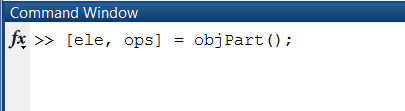 Command Window
fx >> [ele, ops] = objPart();